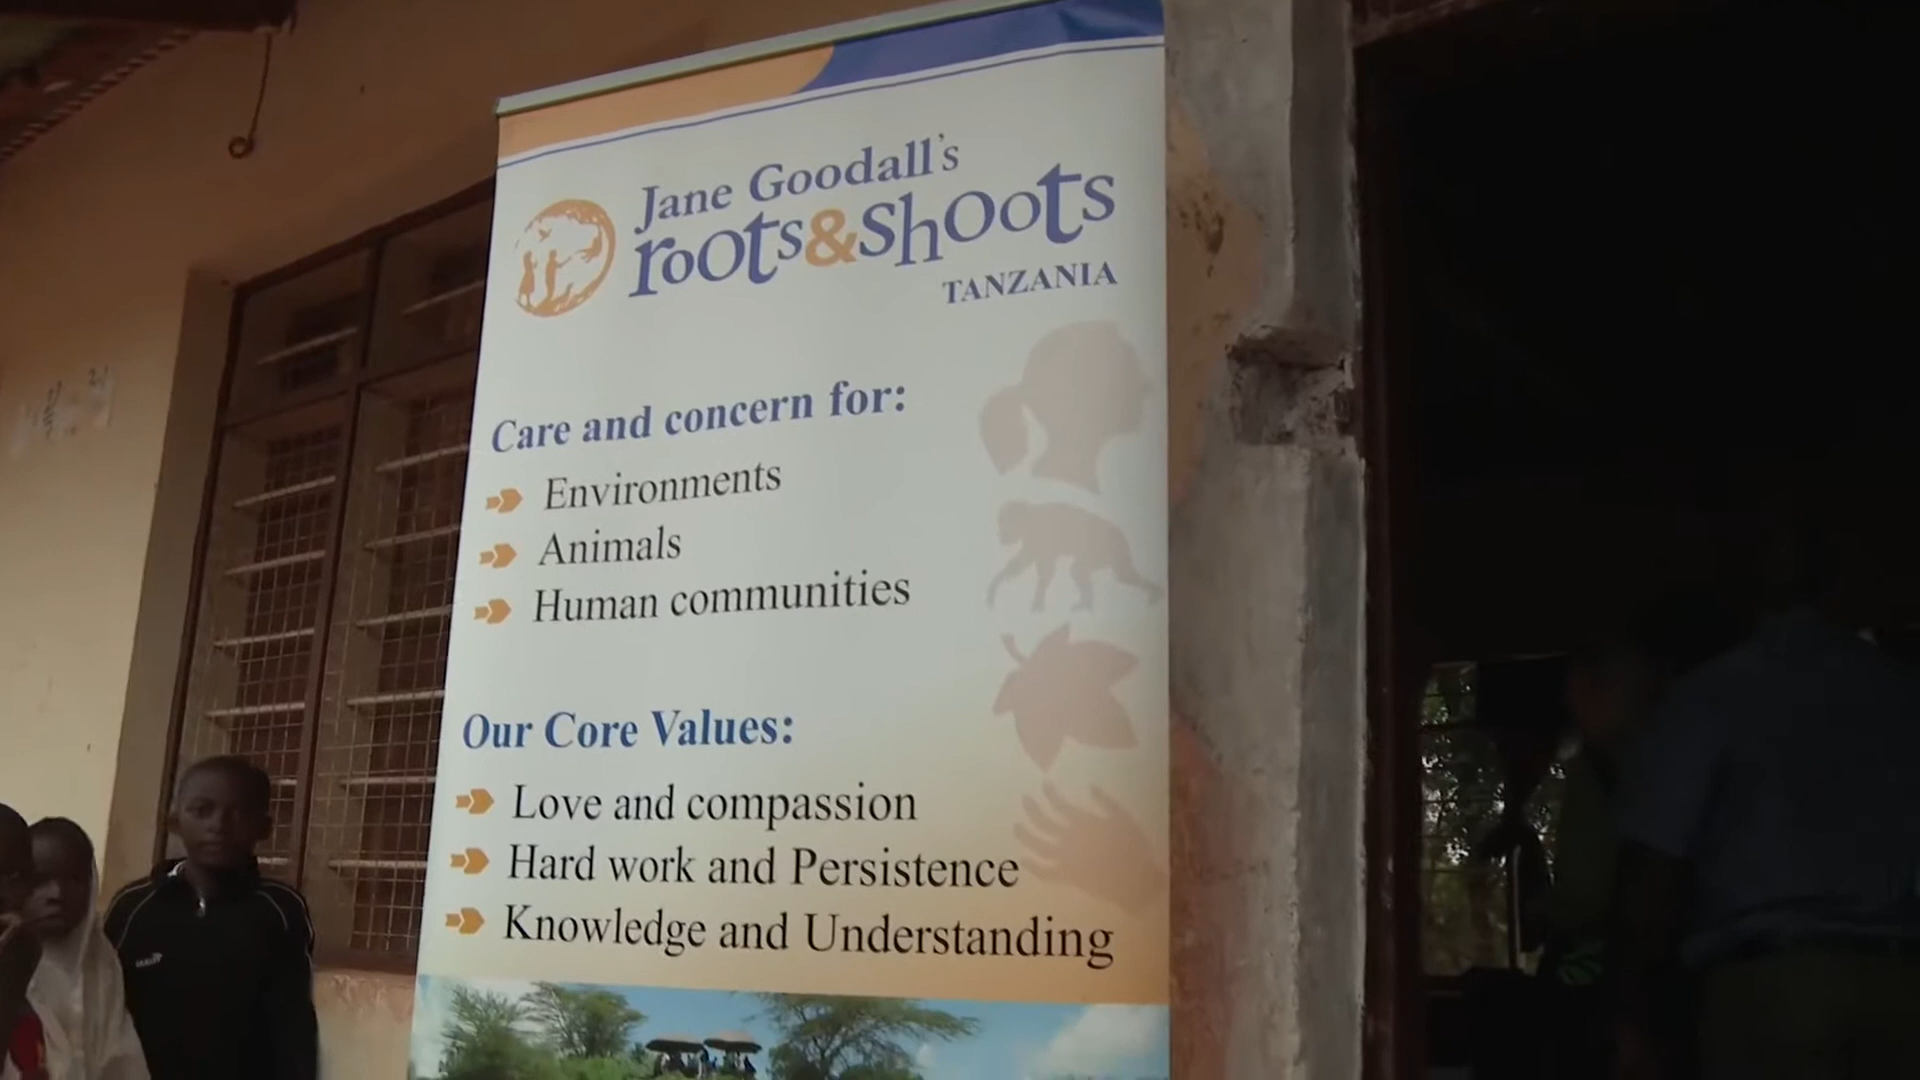 Jane Goodall's
roots&shoots
TANZANIA
Care and concern for:
Environments
Animals
Human communities
Our Core Values:
Love and compassion
Hard work and Persistence
Knowledge and Understanding